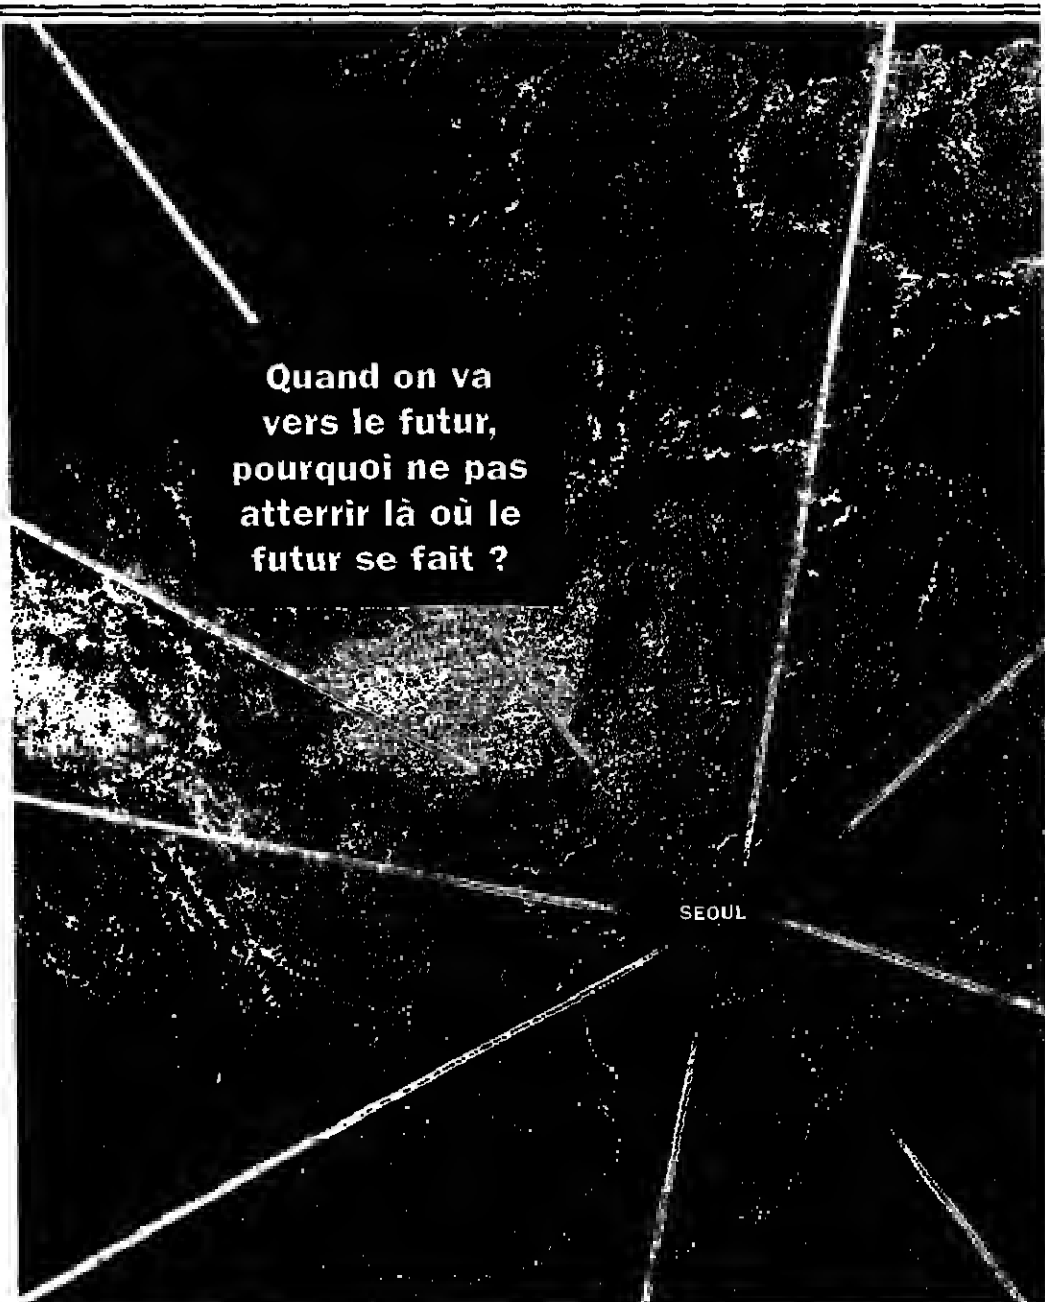 Quand on va
vers le futur,
pourquoi ne pas
atterrir là où le
futur se fait ?
SEOUL